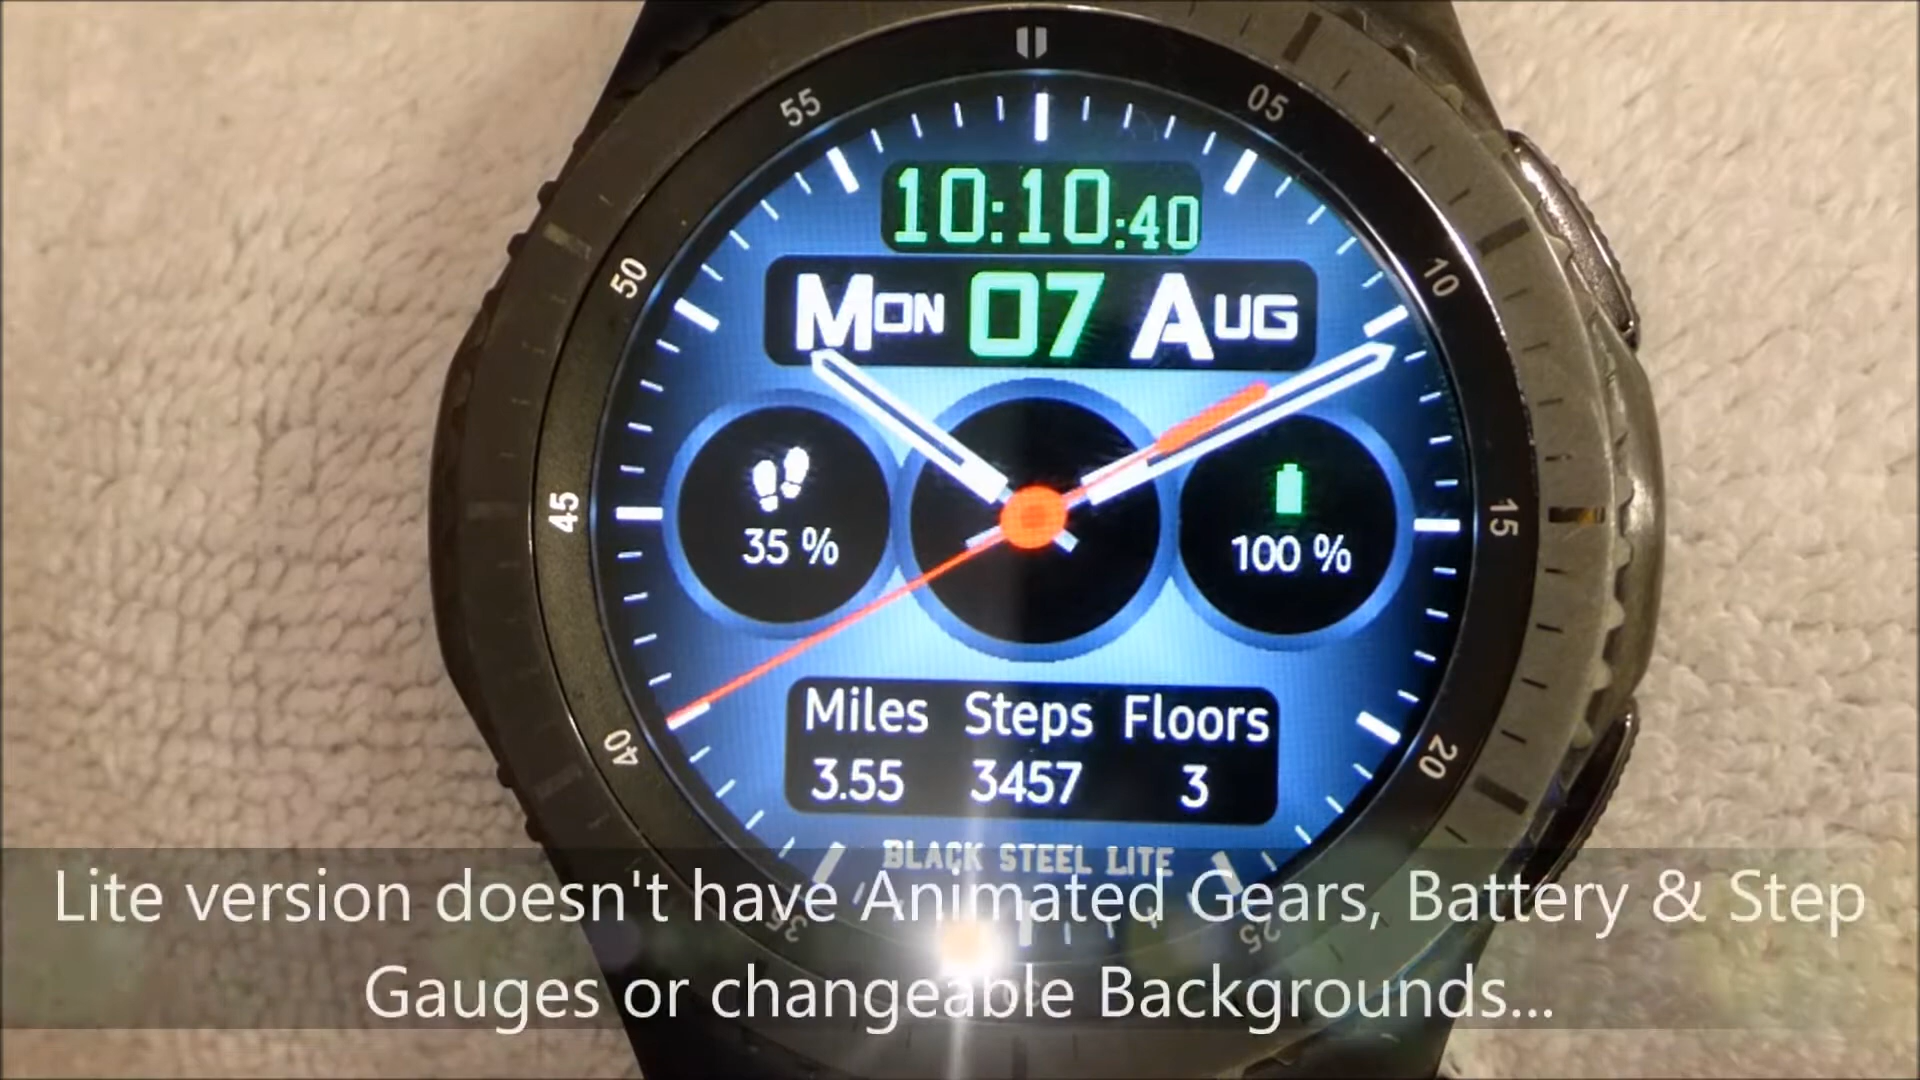 55
05
50
10
10:10:40
Mon 07 Aug
45
35 %
100 %
15
Miles Steps Floors
3.55 3457 3
40
20
BLACK STEEL LITE
35
25
Lite version doesn't have Animated Gears, Battery & Step
Gauges or changeable Backgrounds...